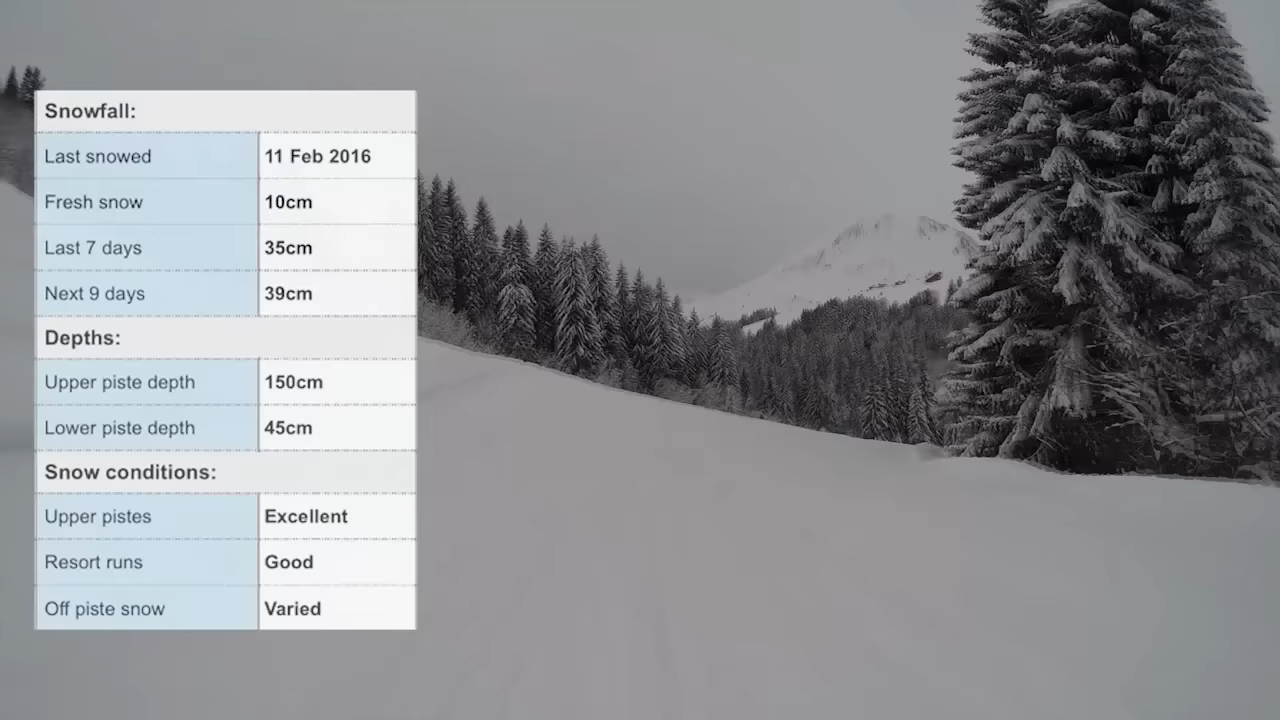 Snowfall:
Last snowed 11 Feb 2016
Fresh snow 10cm
Last 7 days 35cm
Next 9 days 39cm
Depths:
Upper piste depth 150cm
Lower piste depth 45cm
Snow conditions:
Upper pistes Excellent
Resort runs Good
Off piste snow Varied